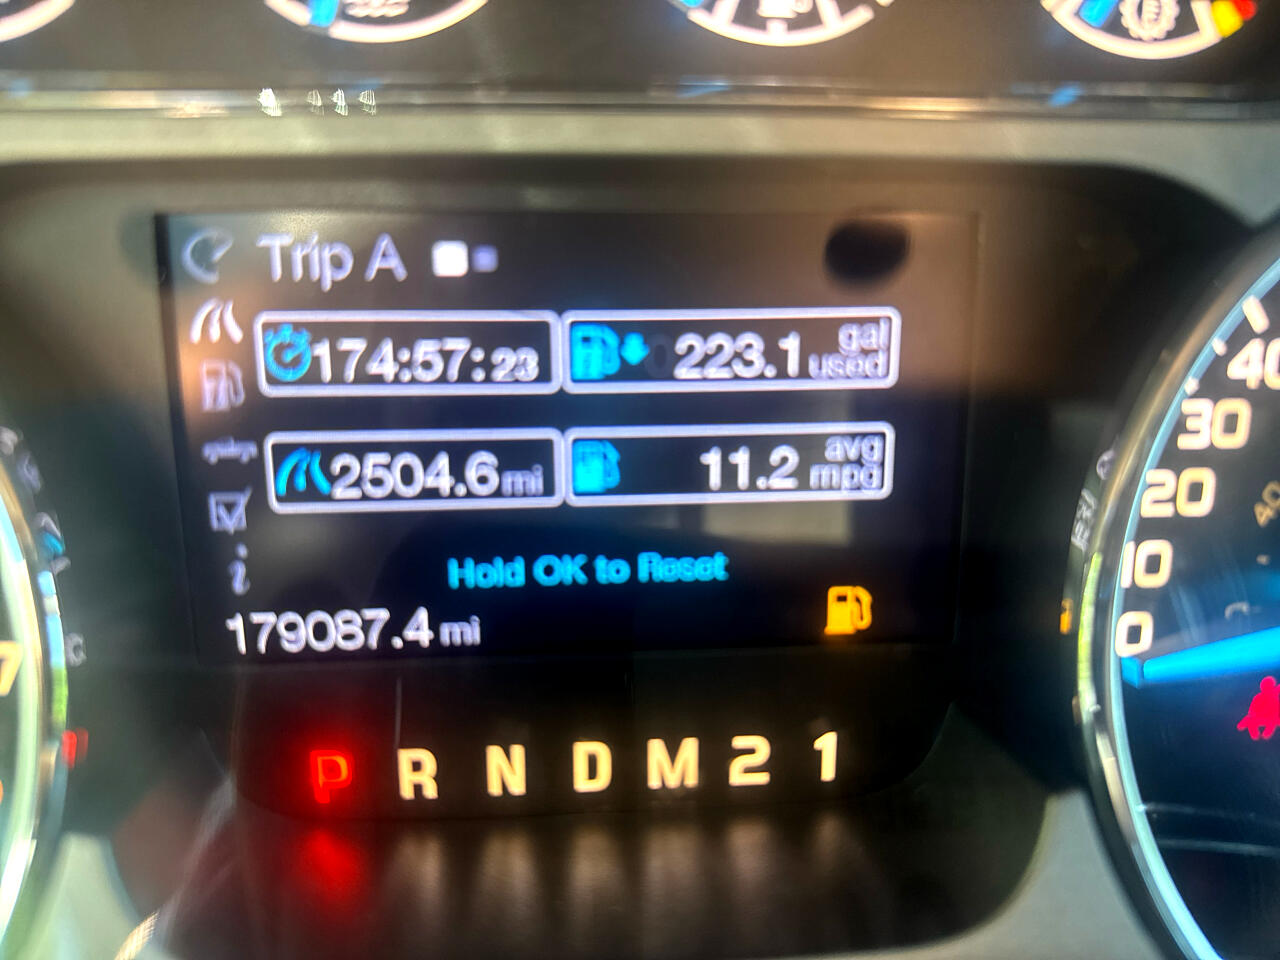 Trip A
174:57:23
223.1 gal used
2504.6 mi
11.2 avg mpg
Hold OK to Reset
179087.4 mi
P R N D M 2 1
40
30
20
10
0
7